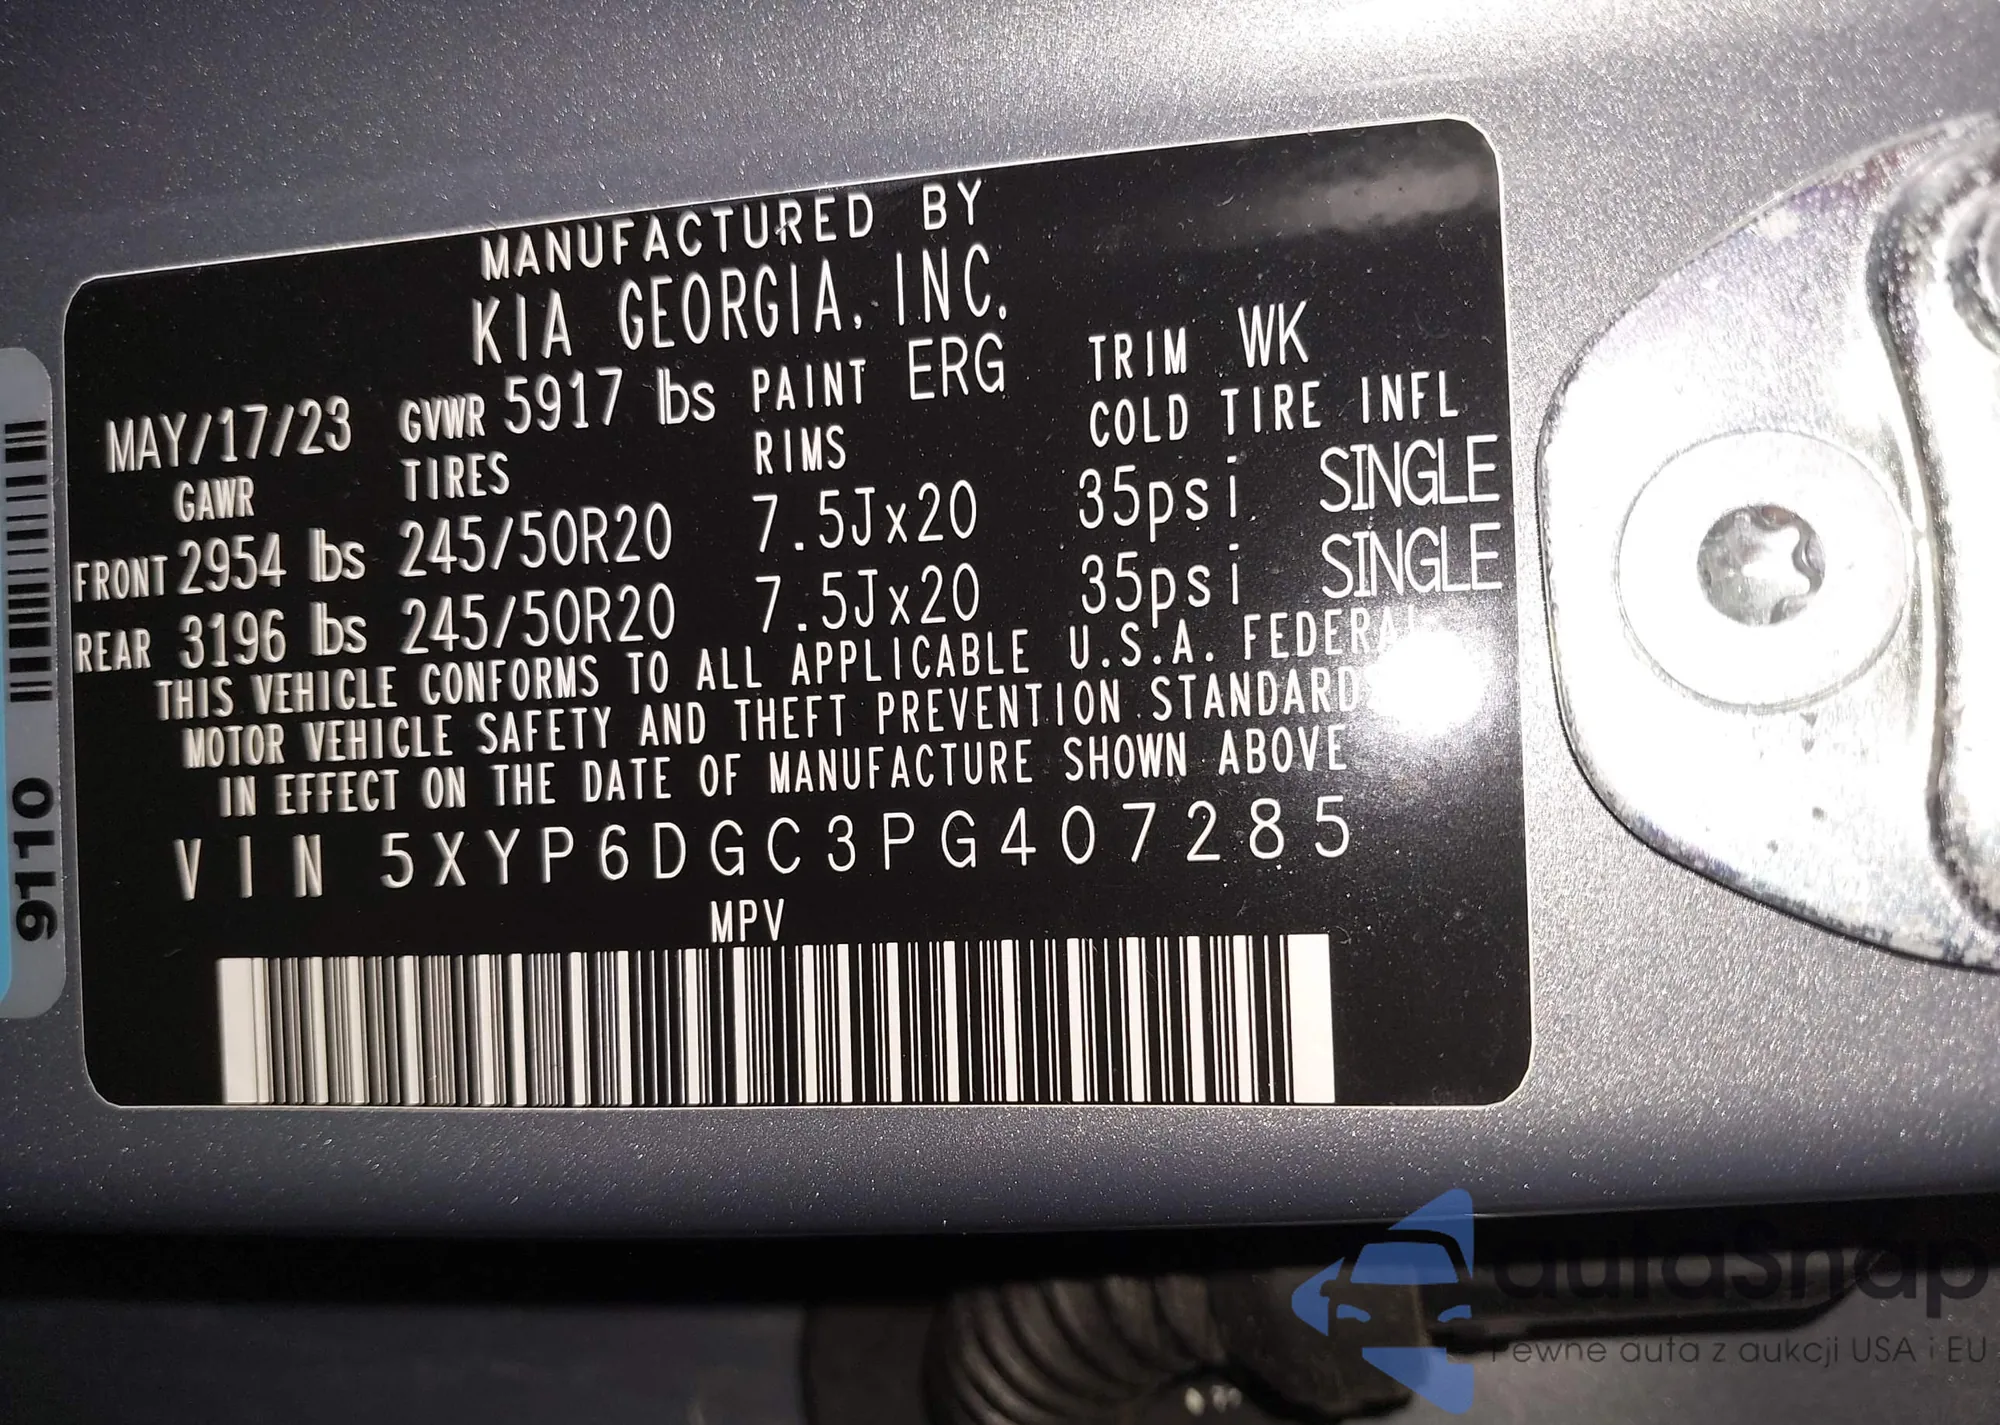 MANUFACTURED BY
KIA GEORGIA, INC.
MAY/17/23 GVWR 5917 lbs PAINT ERG TRIM WK
GAWR TIRES RIMS COLD TIRE INFL
FRONT 2954 lbs 245/50R20 7.5Jx20 35psi SINGLE
REAR 3196 lbs 245/50R20 7.5Jx20 35psi SINGLE
THIS VEHICLE CONFORMS TO ALL APPLICABLE U.S.A. FEDERAL
MOTOR VEHICLE SAFETY AND THEFT PREVENTION STANDARD
IN EFFECT ON THE DATE OF MANUFACTURE SHOWN ABOVE
VIN 5XYP6DGC3PG407285
MPV
9110
autoSnap
Pewne auta z aukcji USA i EU